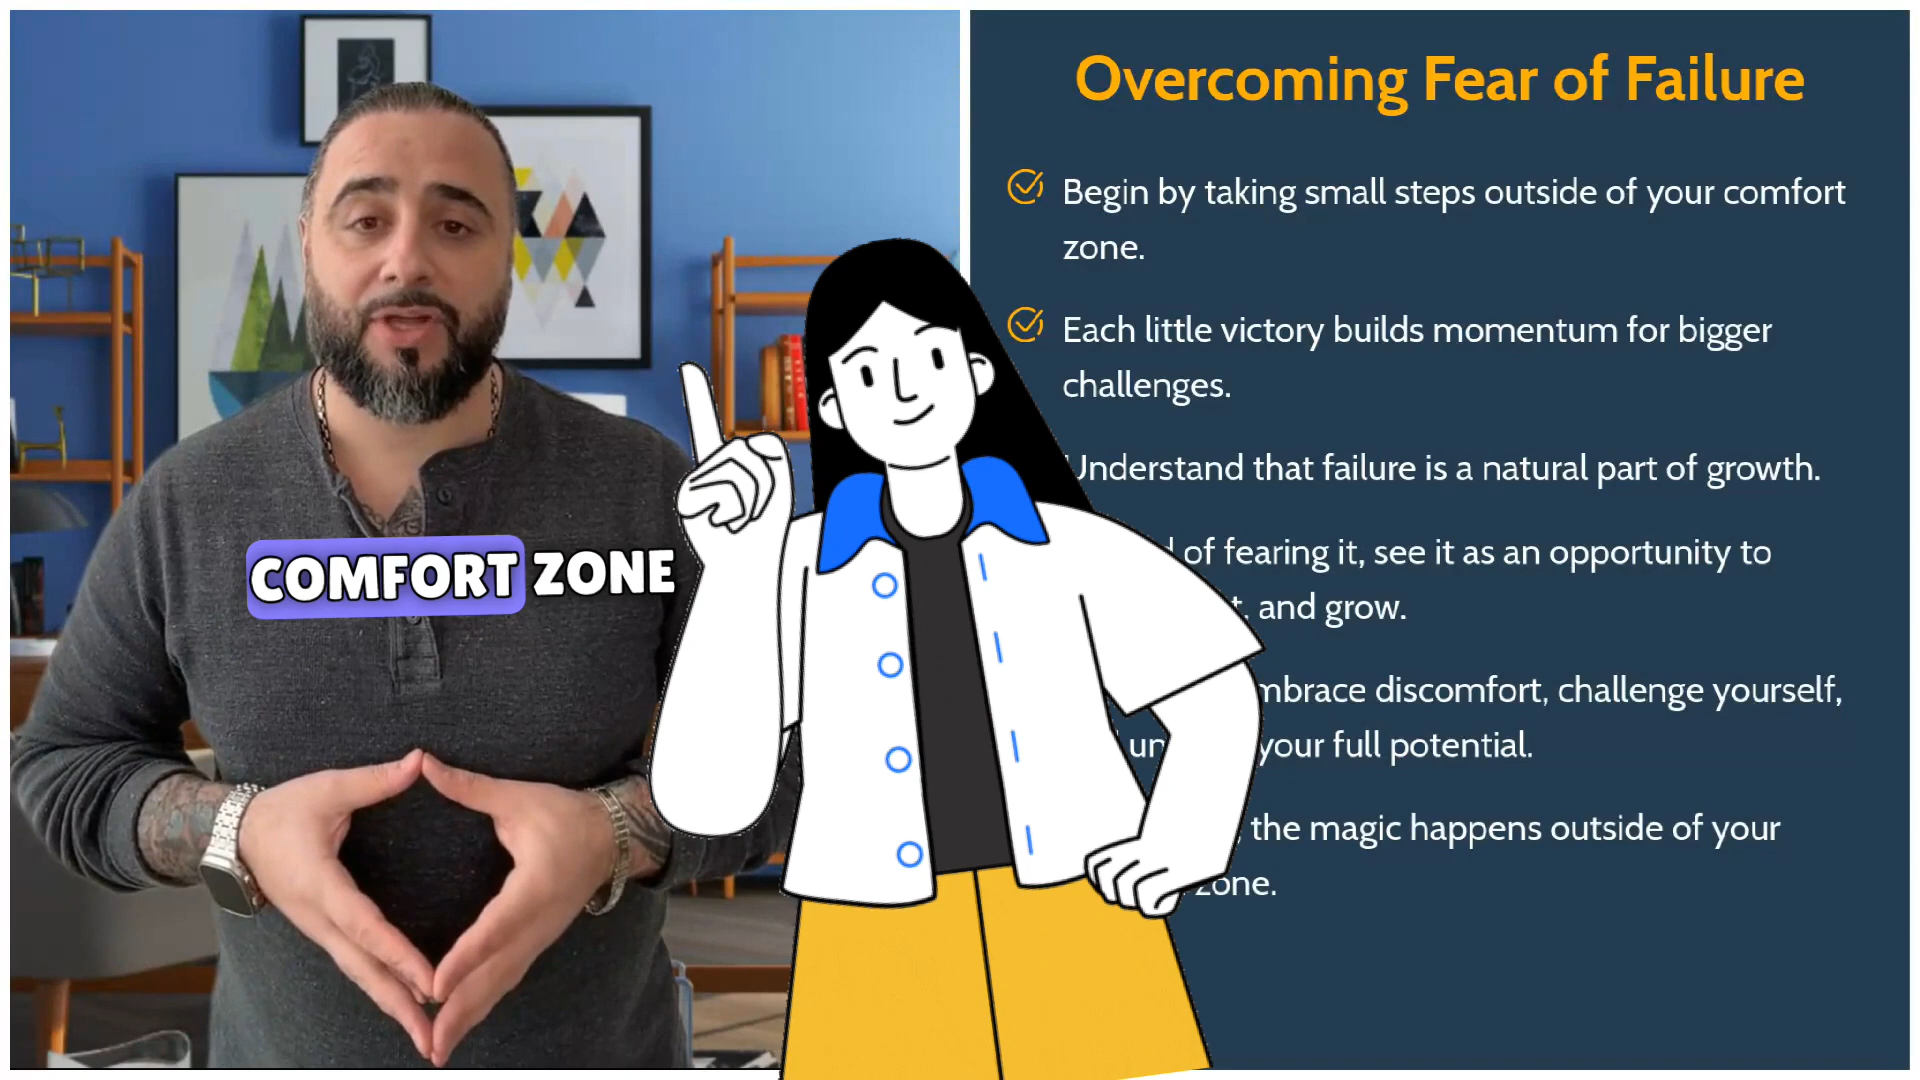 COMFORT ZONE
Overcoming Fear of Failure
Begin by taking small steps outside of your comfort
zone.
Each little victory builds momentum for bigger
challenges.
Understand that failure is a natural part of growth.
of fearing it, see it as an opportunity to
and grow.
discomfort, challenge yourself,
your full potential.
the magic happens outside of your
zone.